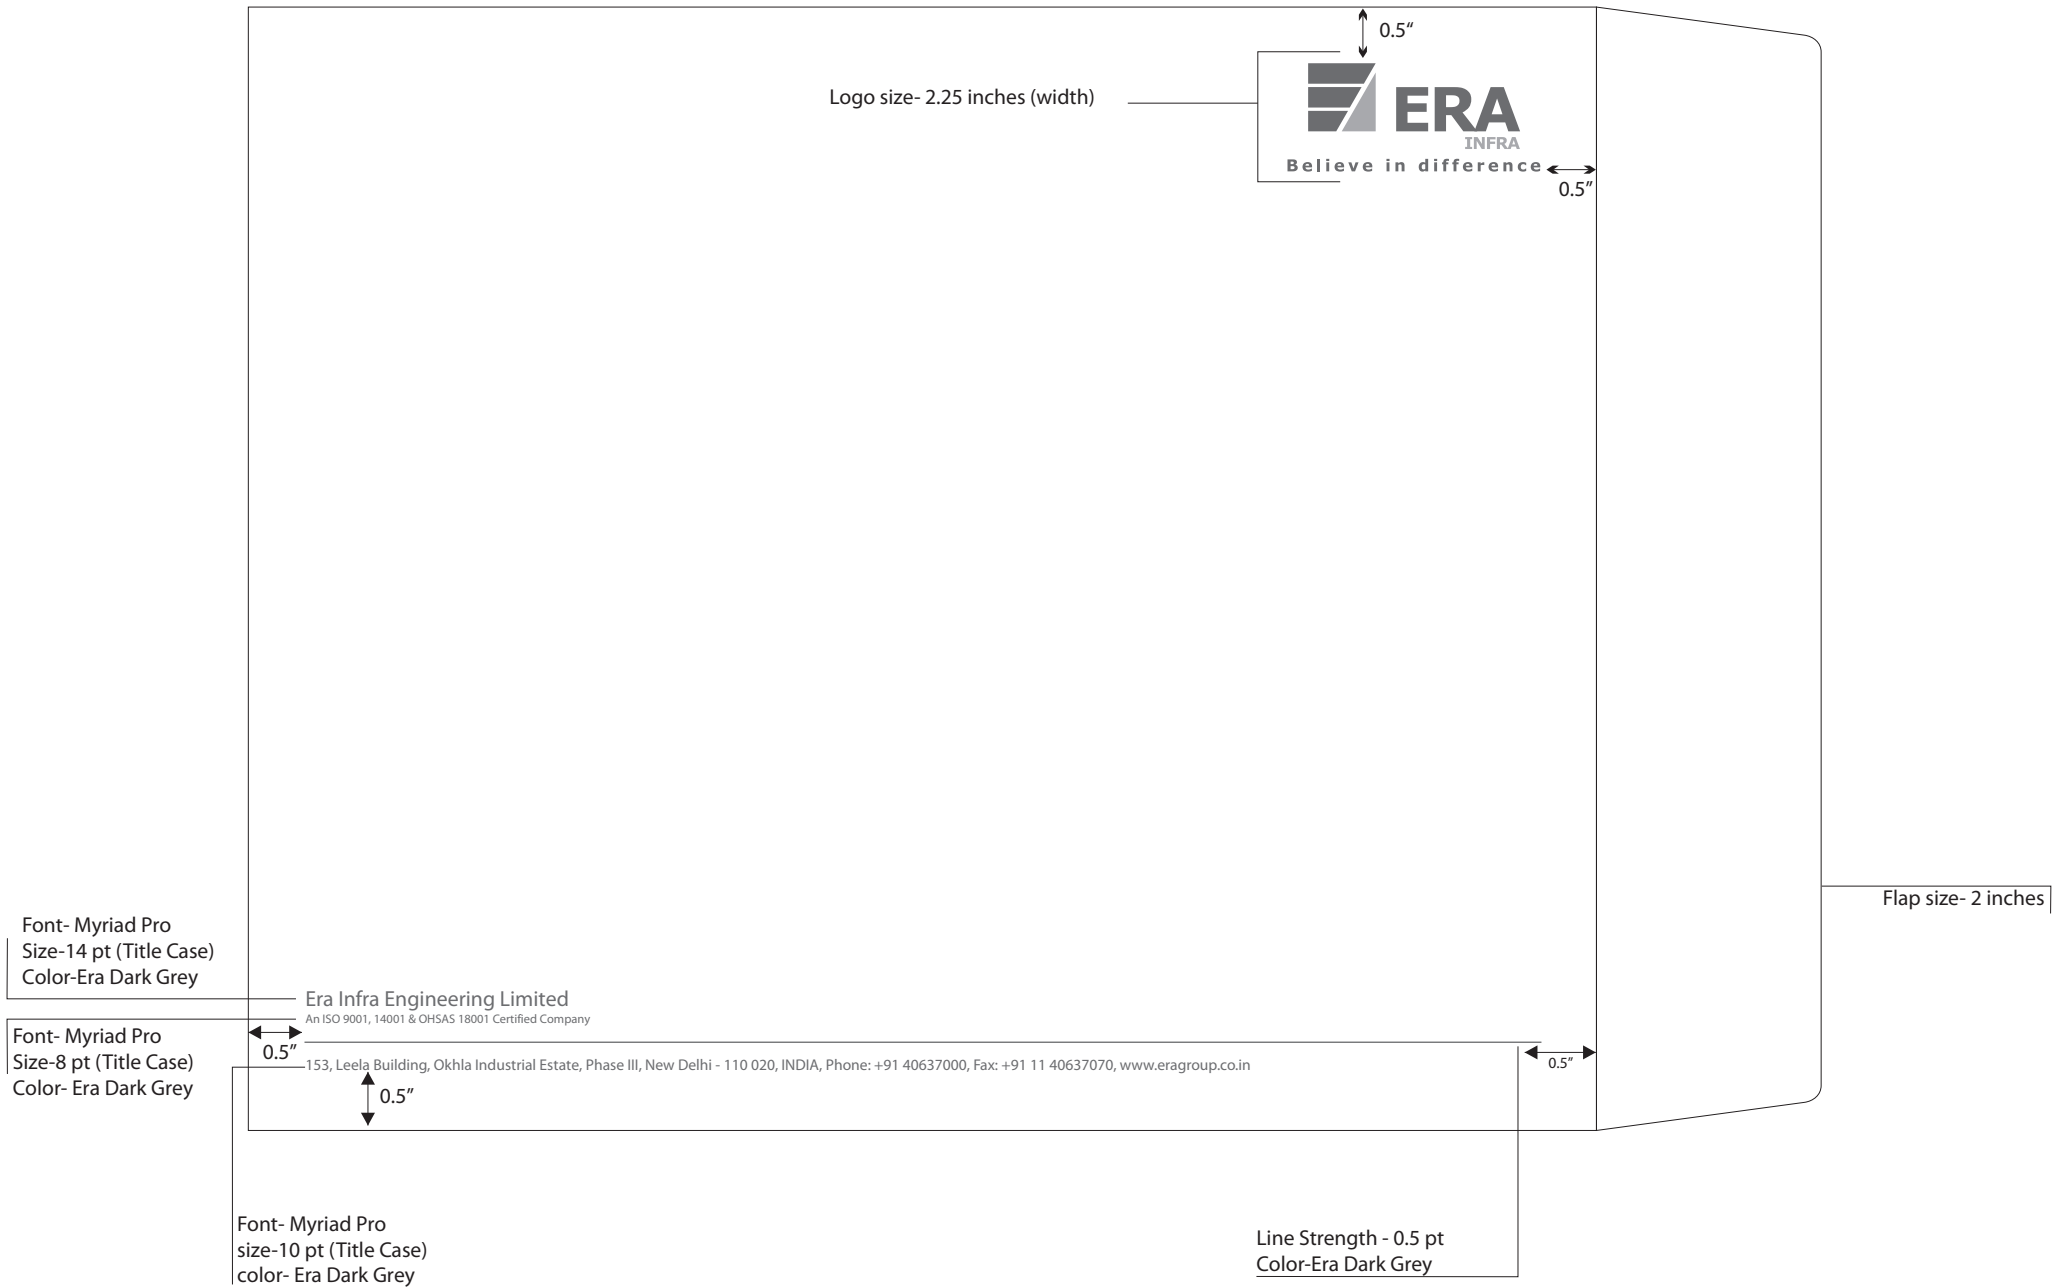 0.5“
Logo size- 2.25 inches (width)
ERA
INFRA
Believe in difference
0.5”
Flap size- 2 inches
Font- Myriad Pro
Size-14 pt (Title Case)
Color-Era Dark Grey
Era Infra Engineering Limited
An ISO 9001, 14001 & OHSAS 18001 Certified Company
Font- Myriad Pro
Size-8 pt (Title Case)
Color- Era Dark Grey
0.5”
0.5”
153, Leela Building, Okhla Industrial Estate, Phase III, New Delhi - 110 020, INDIA, Phone: +91 40637000, Fax: +91 11 40637070, www.eragroup.co.in
0.5”
Font- Myriad Pro
size-10 pt (Title Case)
color- Era Dark Grey
Line Strength - 0.5 pt
Color-Era Dark Grey